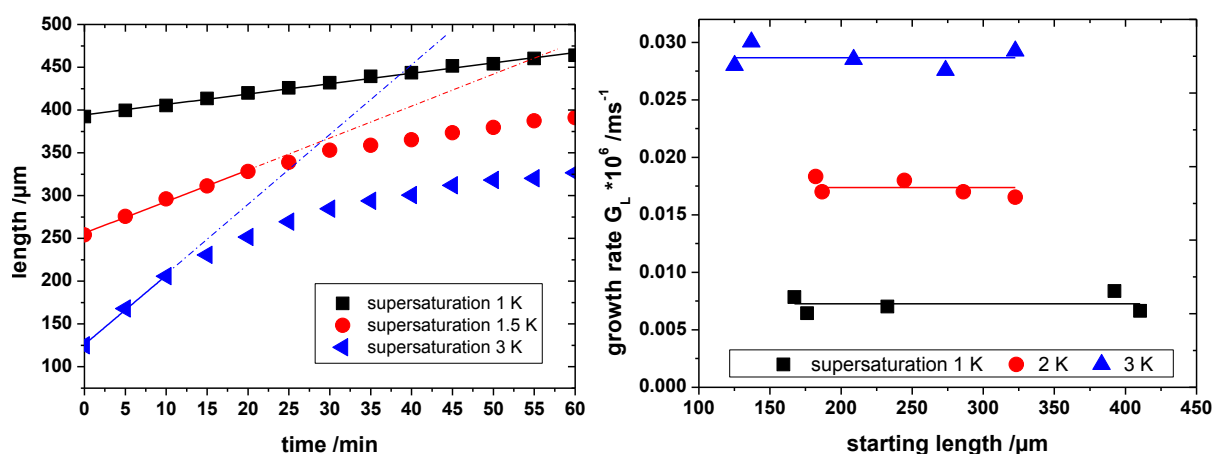 500
450
400
350
300
250
200
150
100
length /µm
supersaturation 1 K
supersaturation 1.5 K
supersaturation 3 K
0 5 10 15 20 25 30 35 40 45 50 55 60
time /min
0.030
0.025
0.020
0.015
0.010
0.005
0.000
growth rate G_L *10^6 /ms^-1
supersaturation 1 K 2 K 3 K
100 150 200 250 300 350 400 450
starting length /µm